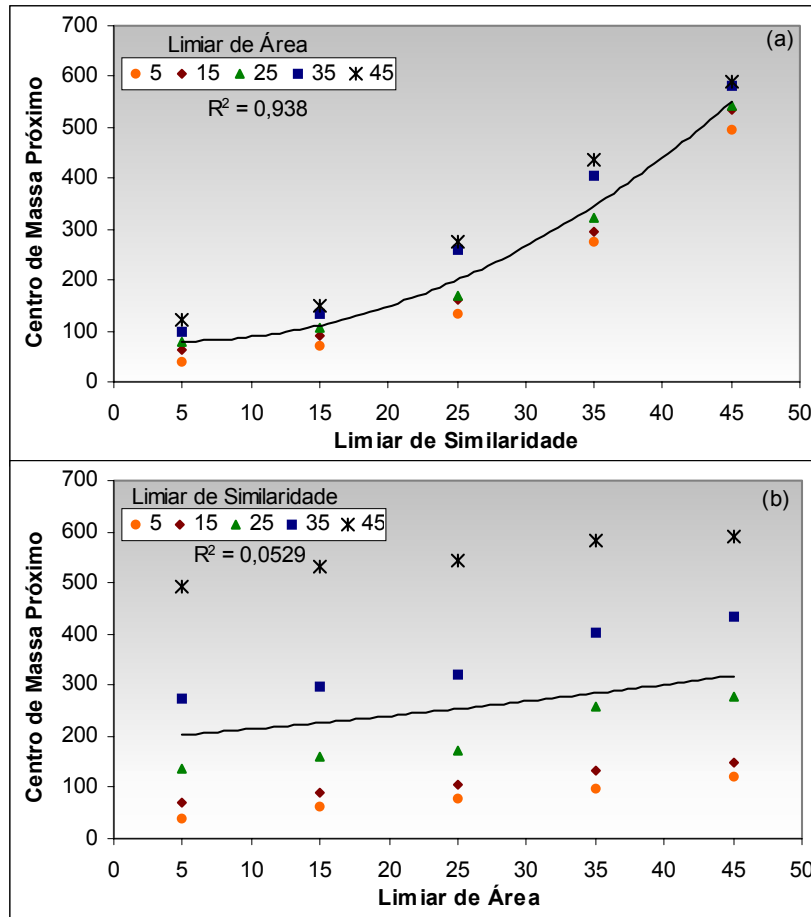 (a)
Limiar de Área
5 15 25 35 45
R² = 0,938
Centro de Massa Próximo
700
600
500
400
300
200
100
0
0 5 10 15 20 25 30 35 40 45 50
Limiar de Similaridade
(b)
Limiar de Similaridade
5 15 25 35 45
R² = 0,0529
Centro de Massa Próximo
700
600
500
400
300
200
100
0
0 5 10 15 20 25 30 35 40 45 50
Limiar de Área